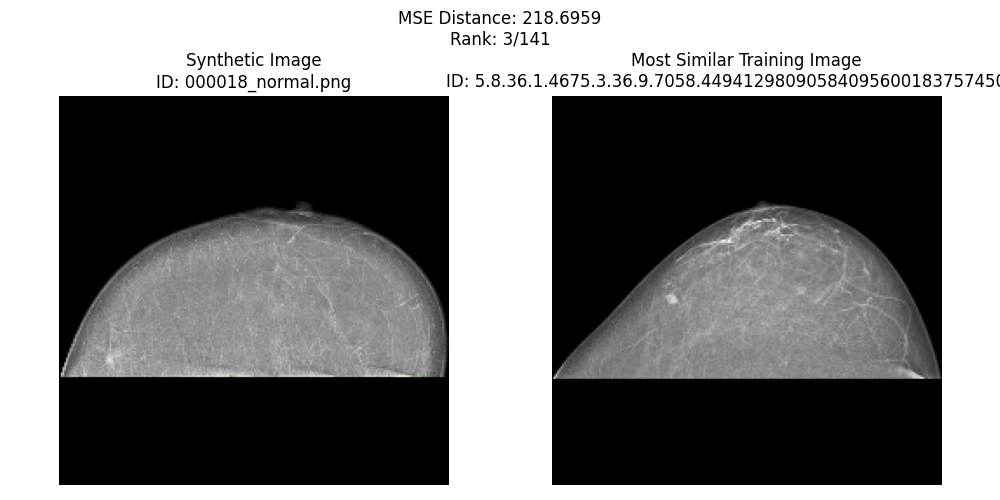 MSE Distance: 218.6959
Rank: 3/141
Synthetic Image
ID: 000018_normal.png
Most Similar Training Image
ID: 5.8.36.1.4675.3.36.9.7058.44941298090584095600183757450